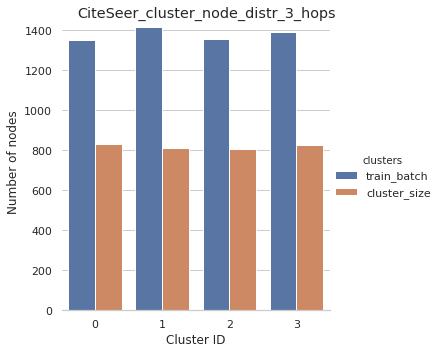 CiteSeer_cluster_node_distr_3_hops
1400
1200
1000
800
600
400
200
0
Number of nodes
0 1 2 3
Cluster ID
clusters
train_batch
cluster_size